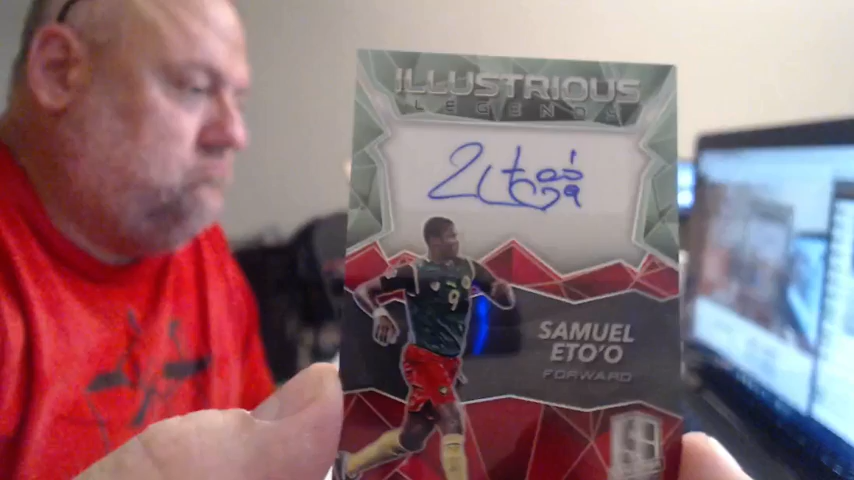 ILLUSTRIOUS
LEGENDS
9
SAMUEL
ETO'O
FORWARD